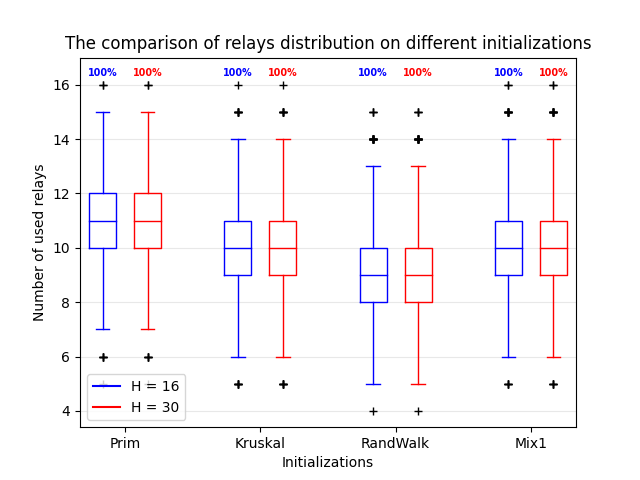 The comparison of relays distribution on different initializations
100% 100% 100% 100% 100% 100% 100% 100%
16
14
12
10
8
6
4
Number of used relays
H = 16
H = 30
Prim Kruskal RandWalk Mix1
Initializations